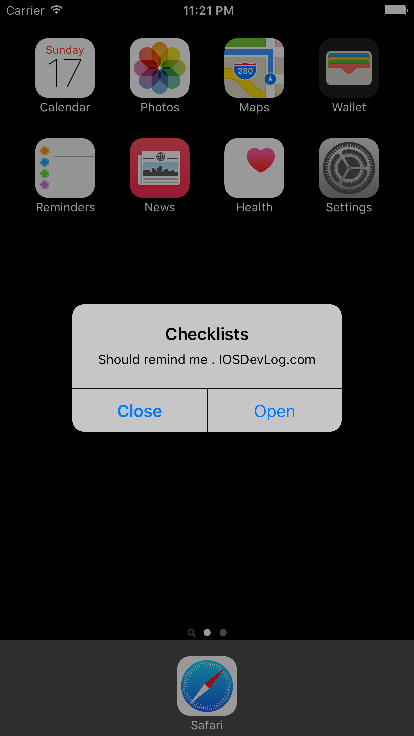 Carrier 11:21 PM
Sunday
17
280
Calendar Photos Maps Wallet
Reminders News Health Settings
Checklists
Should remind me . IOSDevLog.com
Close Open
Safari